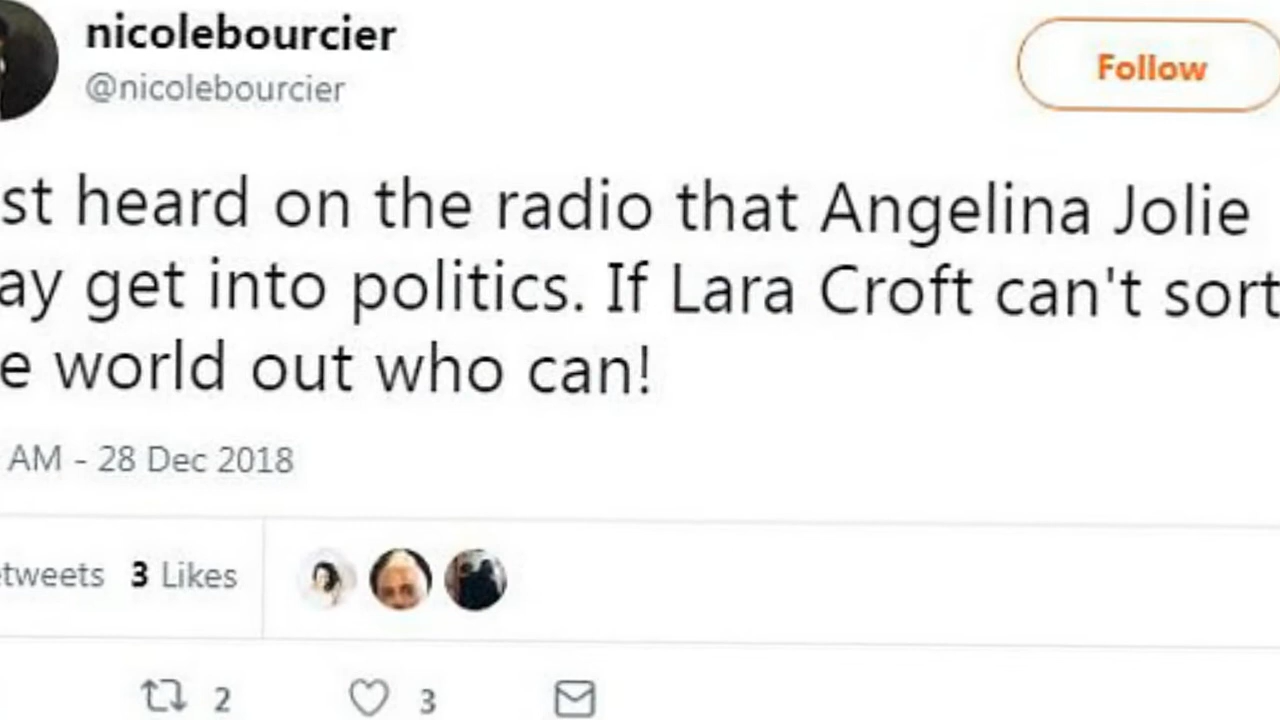 nicolebourcier
@nicolebourcier
Follow
st heard on the radio that Angelina Jolie
ay get into politics. If Lara Croft can't sort
e world out who can!
AM - 28 Dec 2018
etweets 3 Likes
2 3